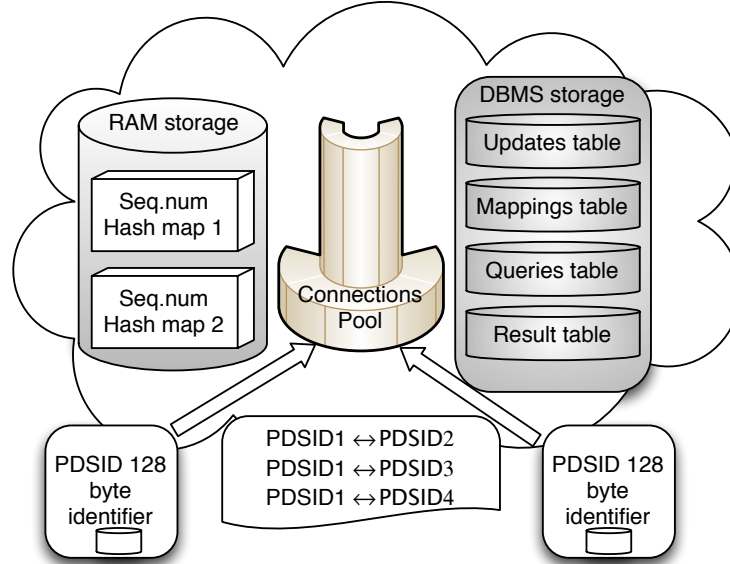 RAM storage
Seq.num
Hash map 1
Seq.num
Hash map 2
Connections
Pool
DBMS storage
Updates table
Mappings table
Queries table
Result table
PDSID 128
byte
identifier
PDSID1 ↔ PDSID2
PDSID1 ↔ PDSID3
PDSID1 ↔ PDSID4
PDSID 128
byte
identifier